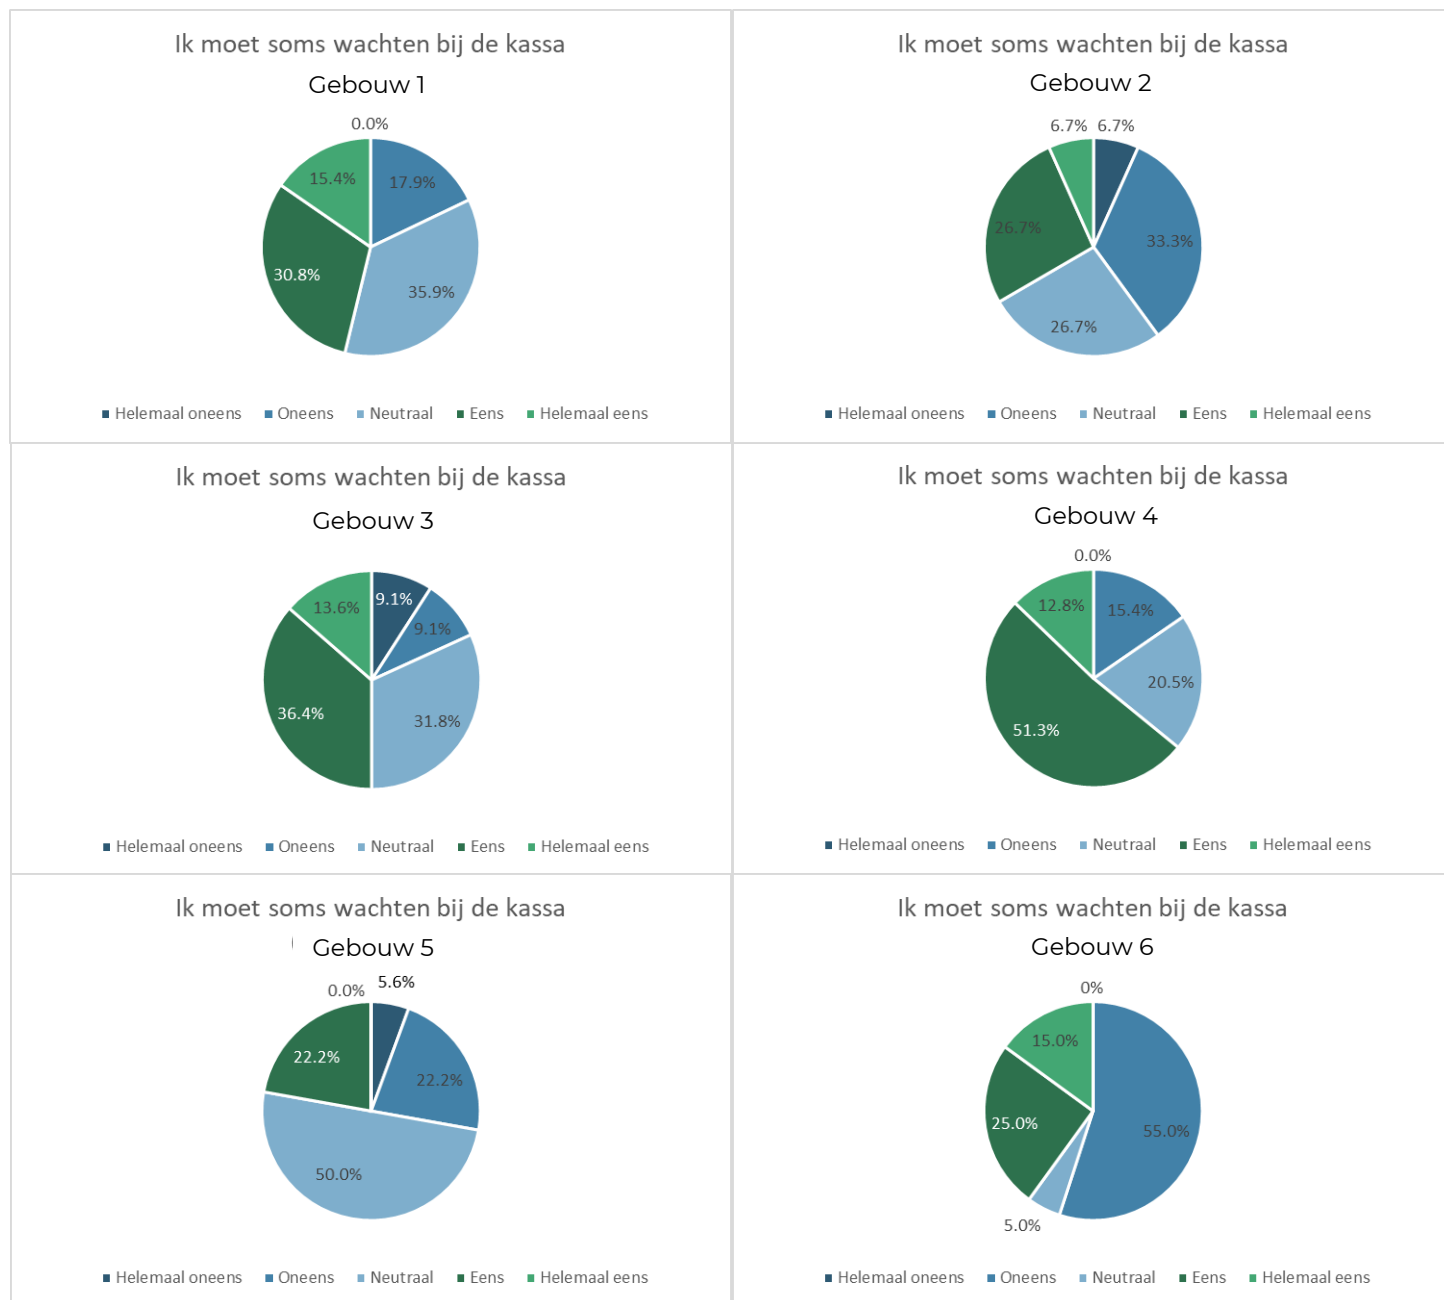 Ik moet soms wachten bij de kassa
Gebouw 1
0.0%
15.4%
17.9%
30.8%
35.9%
Helemaal oneens Oneens Neutraal Eens Helemaal eens
Ik moet soms wachten bij de kassa
Gebouw 2
6.7% 6.7%
26.7%
33.3%
26.7%
Helemaal oneens Oneens Neutraal Eens Helemaal eens
Ik moet soms wachten bij de kassa
Gebouw 3
9.1%
13.6%
9.1%
36.4%
31.8%
Helemaal oneens Oneens Neutraal Eens Helemaal eens
Ik moet soms wachten bij de kassa
Gebouw 4
0.0%
12.8%
15.4%
20.5%
51.3%
Helemaal oneens Oneens Neutraal Eens Helemaal eens
Ik moet soms wachten bij de kassa
Gebouw 5
5.6%
0.0%
22.2%
22.2%
50.0%
Helemaal oneens Oneens Neutraal Eens Helemaal eens
Ik moet soms wachten bij de kassa
Gebouw 6
0%
15.0%
25.0%
55.0%
5.0%
Helemaal oneens Oneens Neutraal Eens Helemaal eens